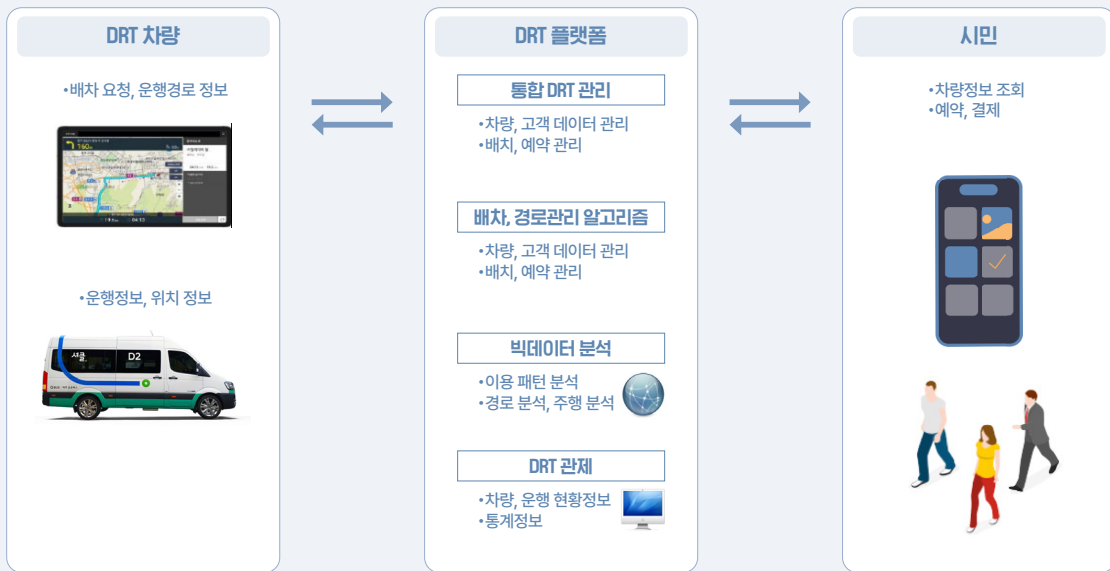 DRT 차량
•배차 요청, 운행경로 정보
160m
04:13
•운행정보, 위치 정보
셔클
D2
DRT 플랫폼
통합 DRT 관리
•차량, 고객 데이터 관리
•배치, 예약 관리
배차, 경로관리 알고리즘
•차량, 고객 데이터 관리
•배치, 예약 관리
빅데이터 분석
•이용 패턴 분석
•경로 분석, 주행 분석
DRT 관제
•차량, 운행 현황정보
•통계정보
시민
•차량정보 조회
•예약, 결제